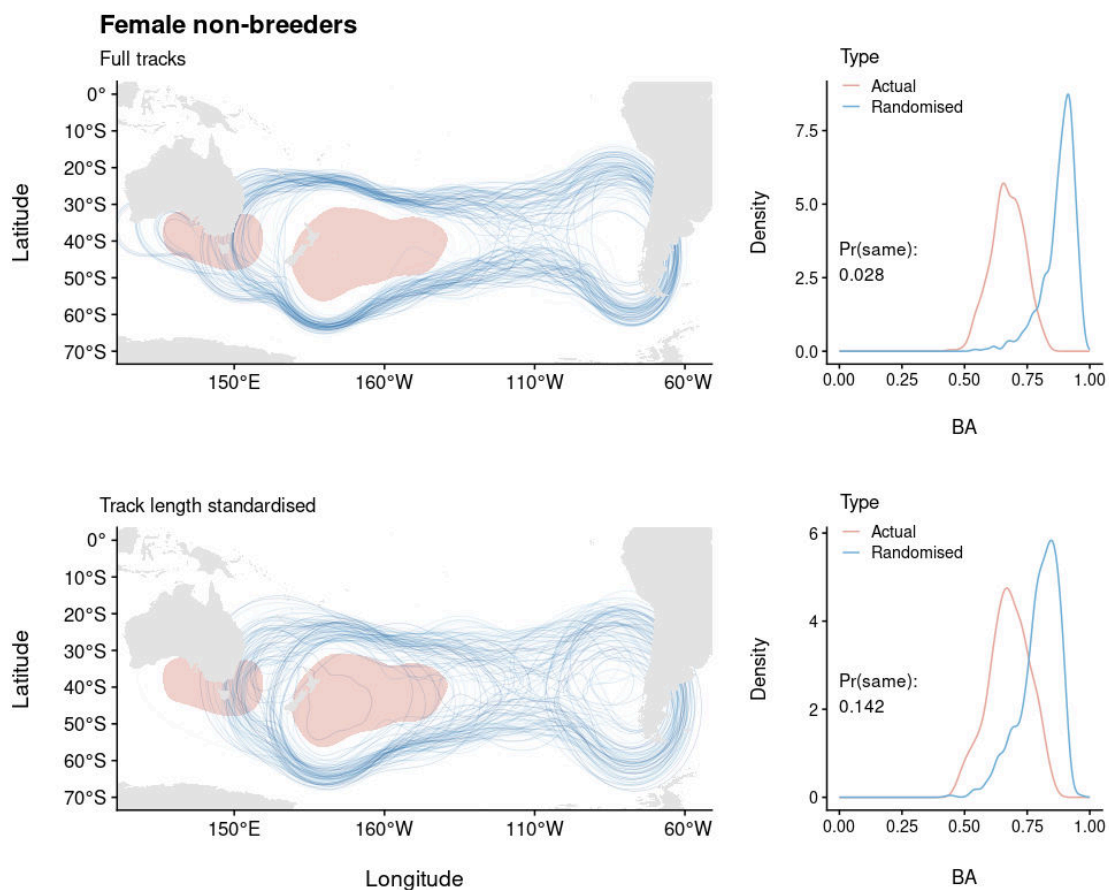 Female non-breeders
Full tracks
0°
10°S
20°S
30°S
40°S
50°S
60°S
70°S
Latitude
150°E
160°W
110°W
60°W
Type
Actual
Randomised
7.5
5.0
2.5
0.0
Density
Pr(same):
0.028
0.00
0.25
0.50
0.75
1.00
BA
Track length standardised
0°
10°S
20°S
30°S
40°S
50°S
60°S
70°S
Latitude
150°E
160°W
110°W
60°W
Longitude
Type
Actual
Randomised
6
4
2
0
Density
Pr(same):
0.142
0.00
0.25
0.50
0.75
1.00
BA